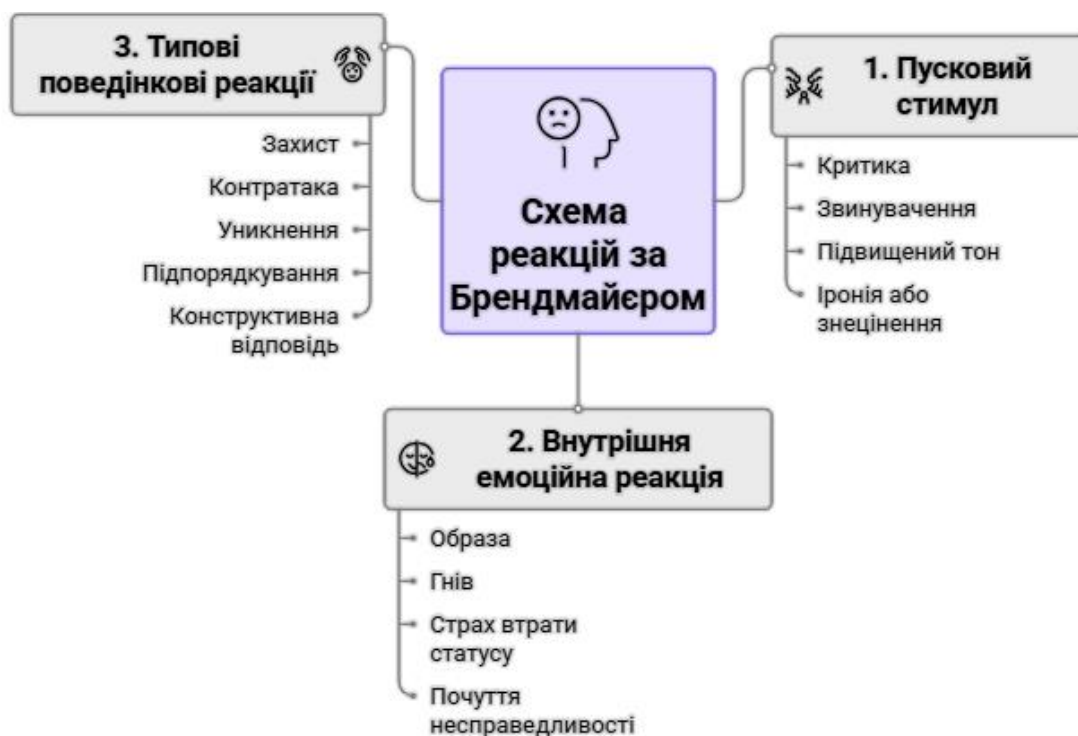 Схема
реакцій за
Брендмайєром
1. Пусковий
стимул
Критика
Звинувачення
Підвищений тон
Іронія або
знецінення
2. Внутрішня
емоційна реакція
Образа
Гнів
Страх втрати
статусу
Почуття
несправедливості
3. Типові
поведінкові реакції
Захист
Контратака
Уникнення
Підпорядкування
Конструктивна
відповідь